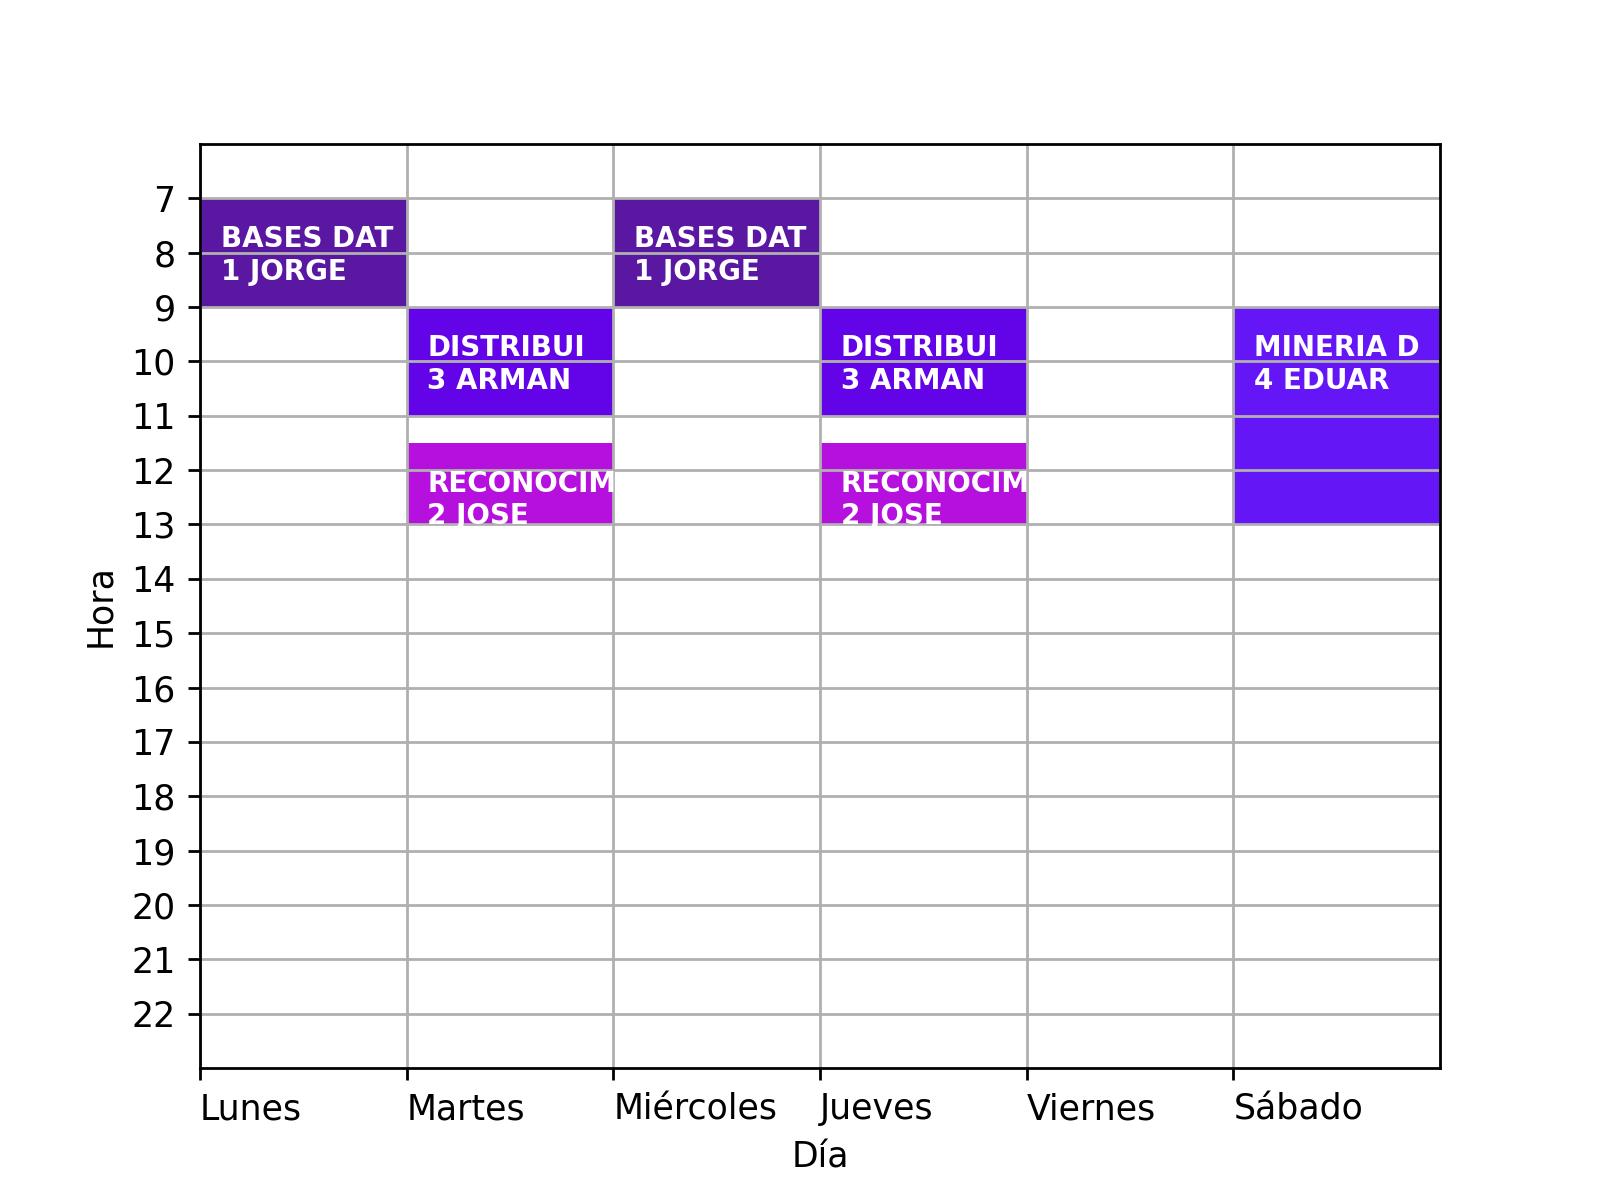 7
8
9
10
11
12
13
14
15
16
17
18
19
20
21
22
Hora
BASES DAT
1 JORGE
BASES DAT
1 JORGE
DISTRIBUI
3 ARMAN
DISTRIBUI
3 ARMAN
MINERIA D
4 EDUAR
RECONOCIM
2 JOSE
RECONOCIM
2 JOSE
Lunes
Martes
Miércoles
Jueves
Viernes
Sábado
Día